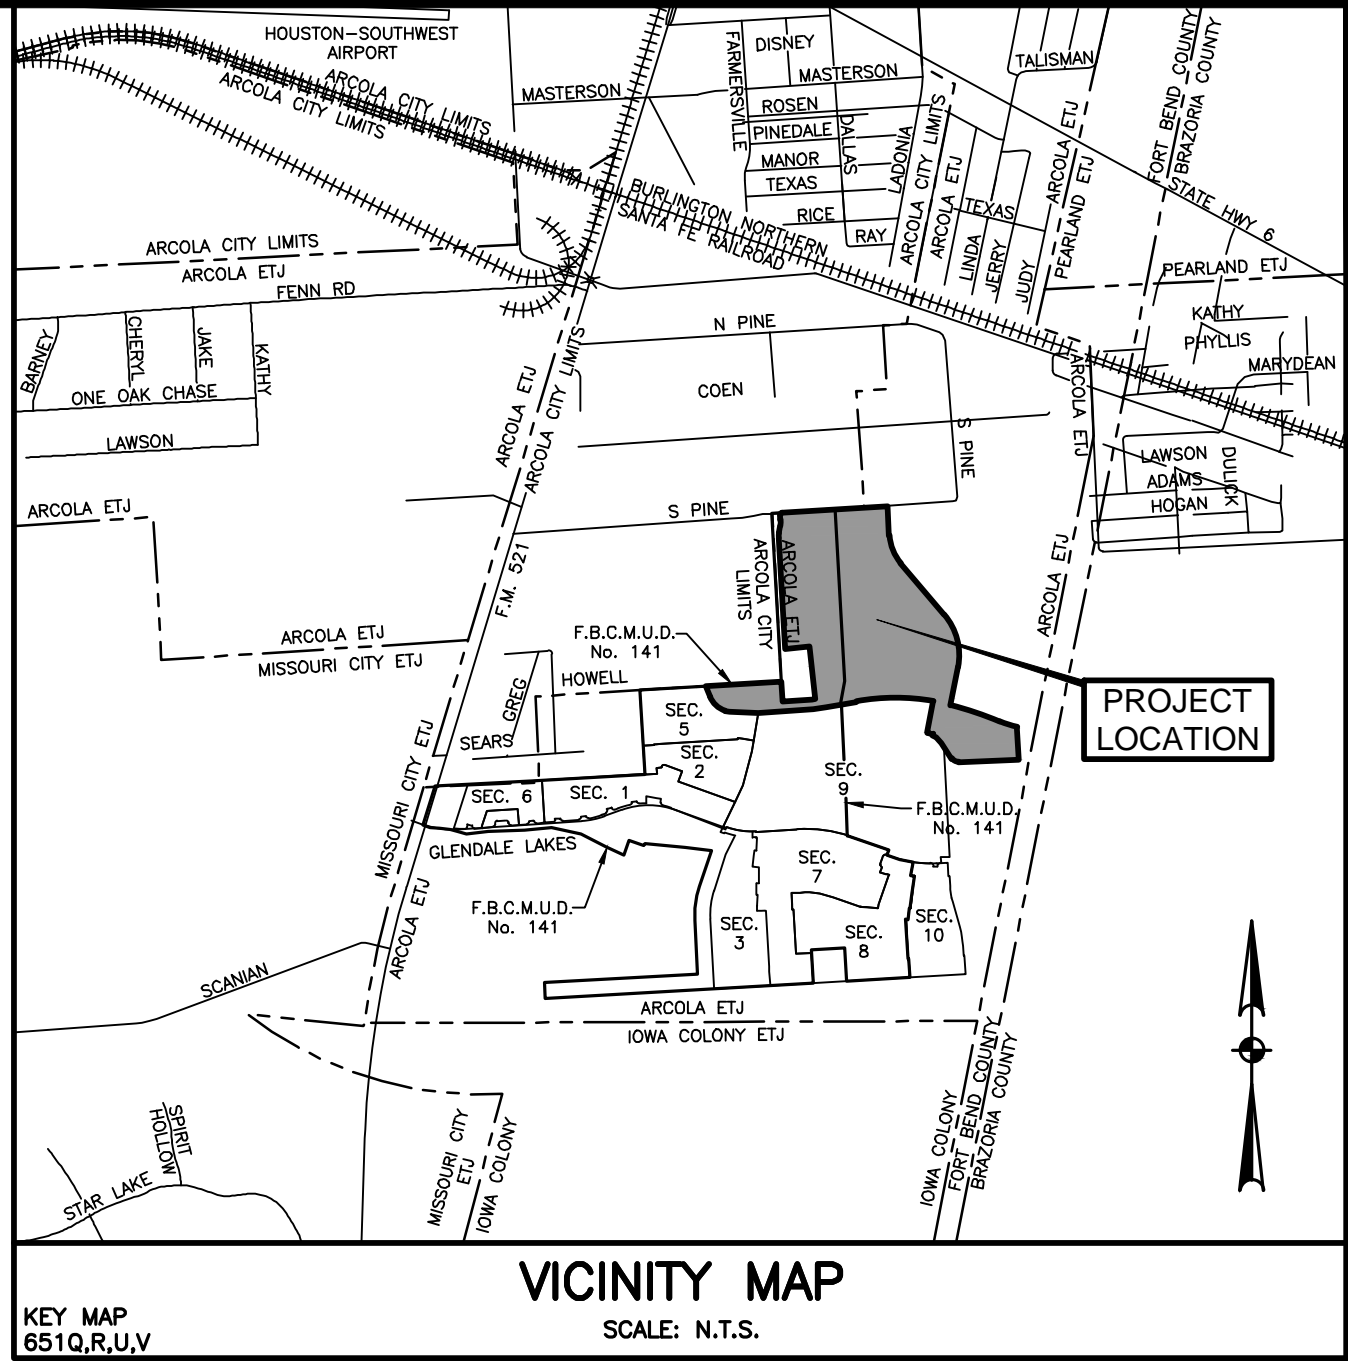 HOUSTON-SOUTHWEST
AIRPORT
ARCOLA CITY LIMITS
ARCOLA CITY LIMITS
MASTERSON
FARMERSVILLE
DISNEY
MASTERSON
ROSEN
PINEDALE
MANOR
TEXAS
RICE
RAY
DALLAS
LADONIA
ARCOLA CITY LIMITS
ARCOLA ETJ
TALISMAN
TEXAS
LINDA
JERRY
JUDY
ARCOLA ETJ
PEARLAND ETJ
FORT BEND COUNTY
BRAZORIA COUNTY
STATE HWY 6
BURLINGTON NORTHERN
SANTA FE RAILROAD
ARCOLA CITY LIMITS
ARCOLA ETJ
FENN RD
PEARLAND ETJ
KATHY
PHYLLIS
MARYDEAN
BARNEY
CHERYL
JAKE
KATHY
ONE OAK CHASE
LAWSON
N PINE
COEN
S PINE
S PINE
ARCOLA ETJ
ARCOLA CITY LIMITS
ARCOLA ETJ
LAWSON
ADAMS
HOGAN
DULICK
ARCOLA ETJ
F.M. 521
ARCOLA CITY
LIMITS
ARCOLA ETJ
ARCOLA ETJ
ARCOLA ETJ
MISSOURI CITY ETJ
F.B.C.M.U.D.
No. 141
HOWELL
GREG
SEARS
PROJECT
LOCATION
SEC.
5
SEC.
2
SEC. 6
SEC. 1
SEC.
9
F.B.C.M.U.D.
No. 141
MISSOURI CITY ETJ
ARCOLA ETJ
GLENDALE LAKES
F.B.C.M.U.D.
No. 141
SEC.
7
SEC.
3
SEC.
8
SEC.
10
SCANIAN
ARCOLA ETJ
IOWA COLONY ETJ
SPIRIT
HOLLOW
STAR LAKE
MISSOURI CITY
ETJ
IOWA COLONY
IOWA COLONY
FORT BEND COUNTY
BRAZORIA COUNTY
VICINITY MAP
SCALE: N.T.S.
KEY MAP
651Q,R,U,V